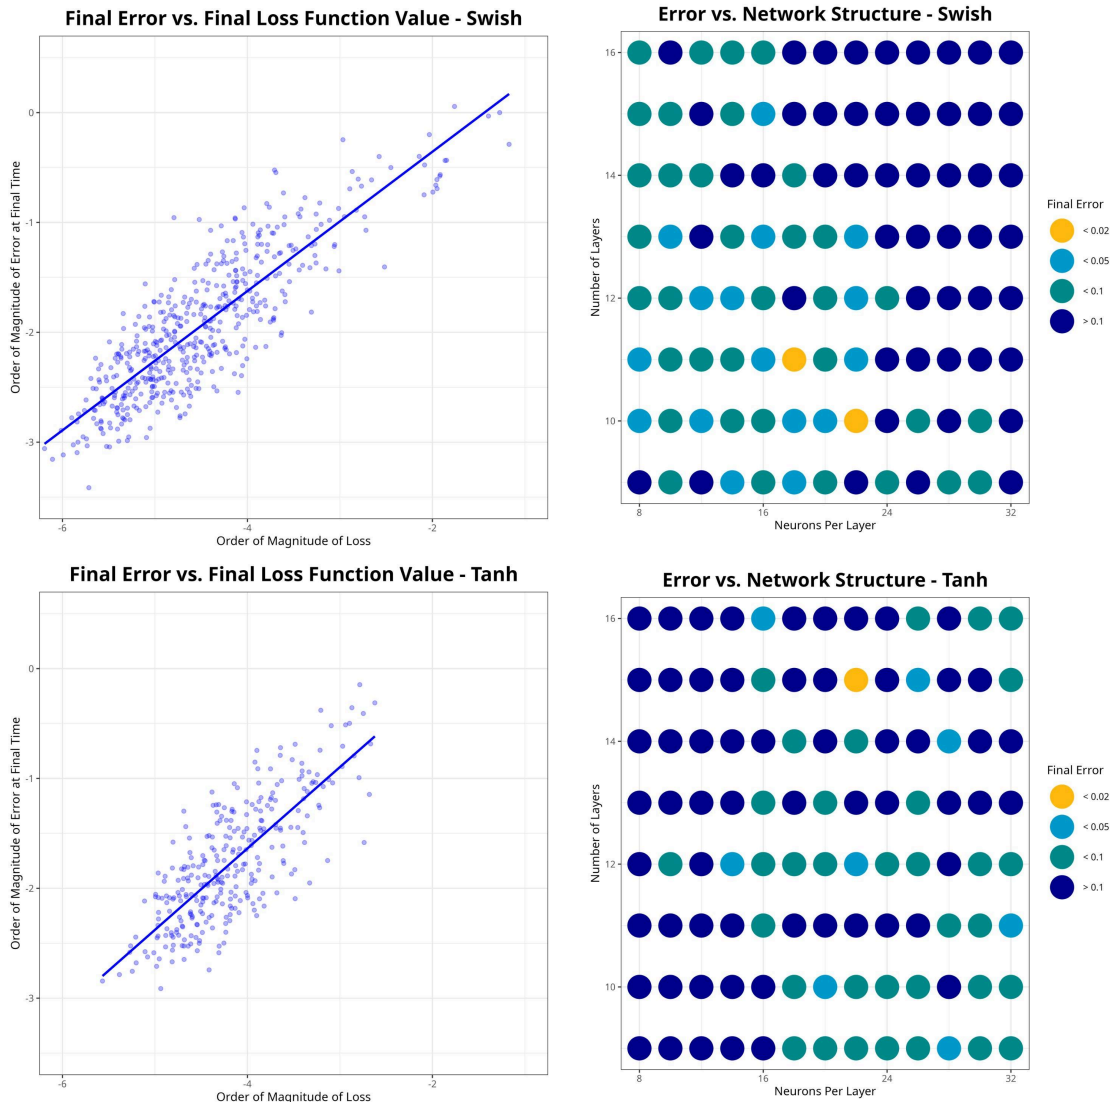 Final Error vs. Final Loss Function Value - Swish
Order of Magnitude of Error at Final Time
0
-1
-2
-3
-6
-4
-2
Order of Magnitude of Loss
Error vs. Network Structure - Swish
Number of Layers
16
14
12
10
8
16
24
32
Neurons Per Layer
Final Error
< 0.02
< 0.05
< 0.1
> 0.1
Final Error vs. Final Loss Function Value - Tanh
Order of Magnitude of Error at Final Time
0
-1
-2
-3
-6
-4
-2
Order of Magnitude of Loss
Error vs. Network Structure - Tanh
Number of Layers
16
14
12
10
8
16
24
32
Neurons Per Layer
Final Error
< 0.02
< 0.05
< 0.1
> 0.1